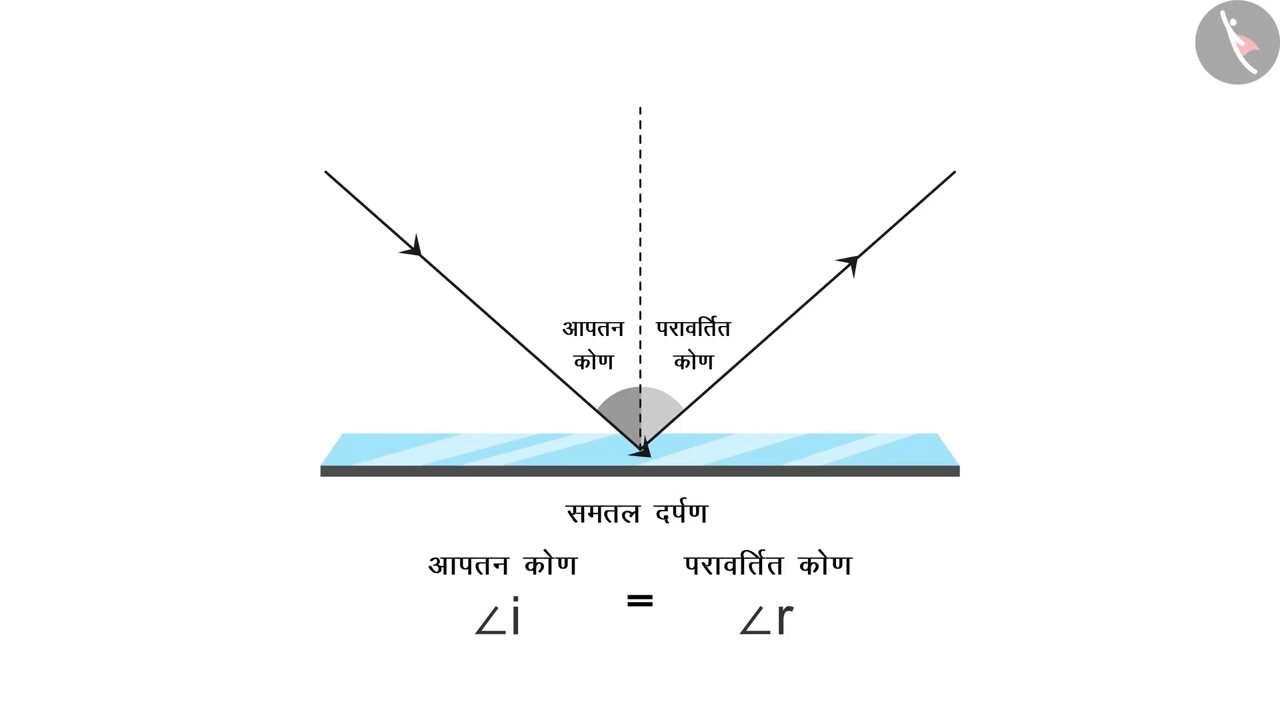 आपतन
कोण
परावर्तित
कोण
समतल दर्पण
आपतन कोण = परावर्तित कोण
∠i ∠r